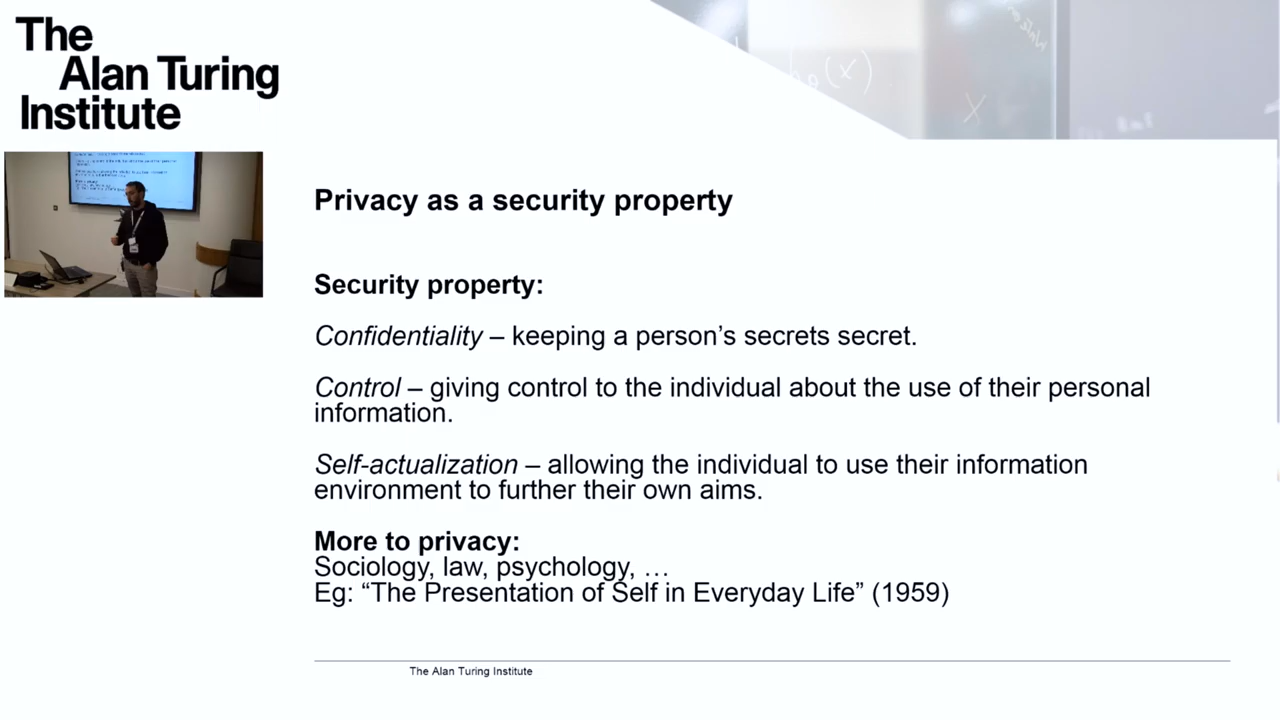 The
Alan Turing
Institute
Privacy as a security property
Security property:
Confidentiality – keeping a person’s secrets secret.
Control – giving control to the individual about the use of their personal
information.
Self-actualization – allowing the individual to use their information
environment to further their own aims.
More to privacy:
Sociology, law, psychology, …
Eg: “The Presentation of Self in Everyday Life” (1959)
The Alan Turing Institute